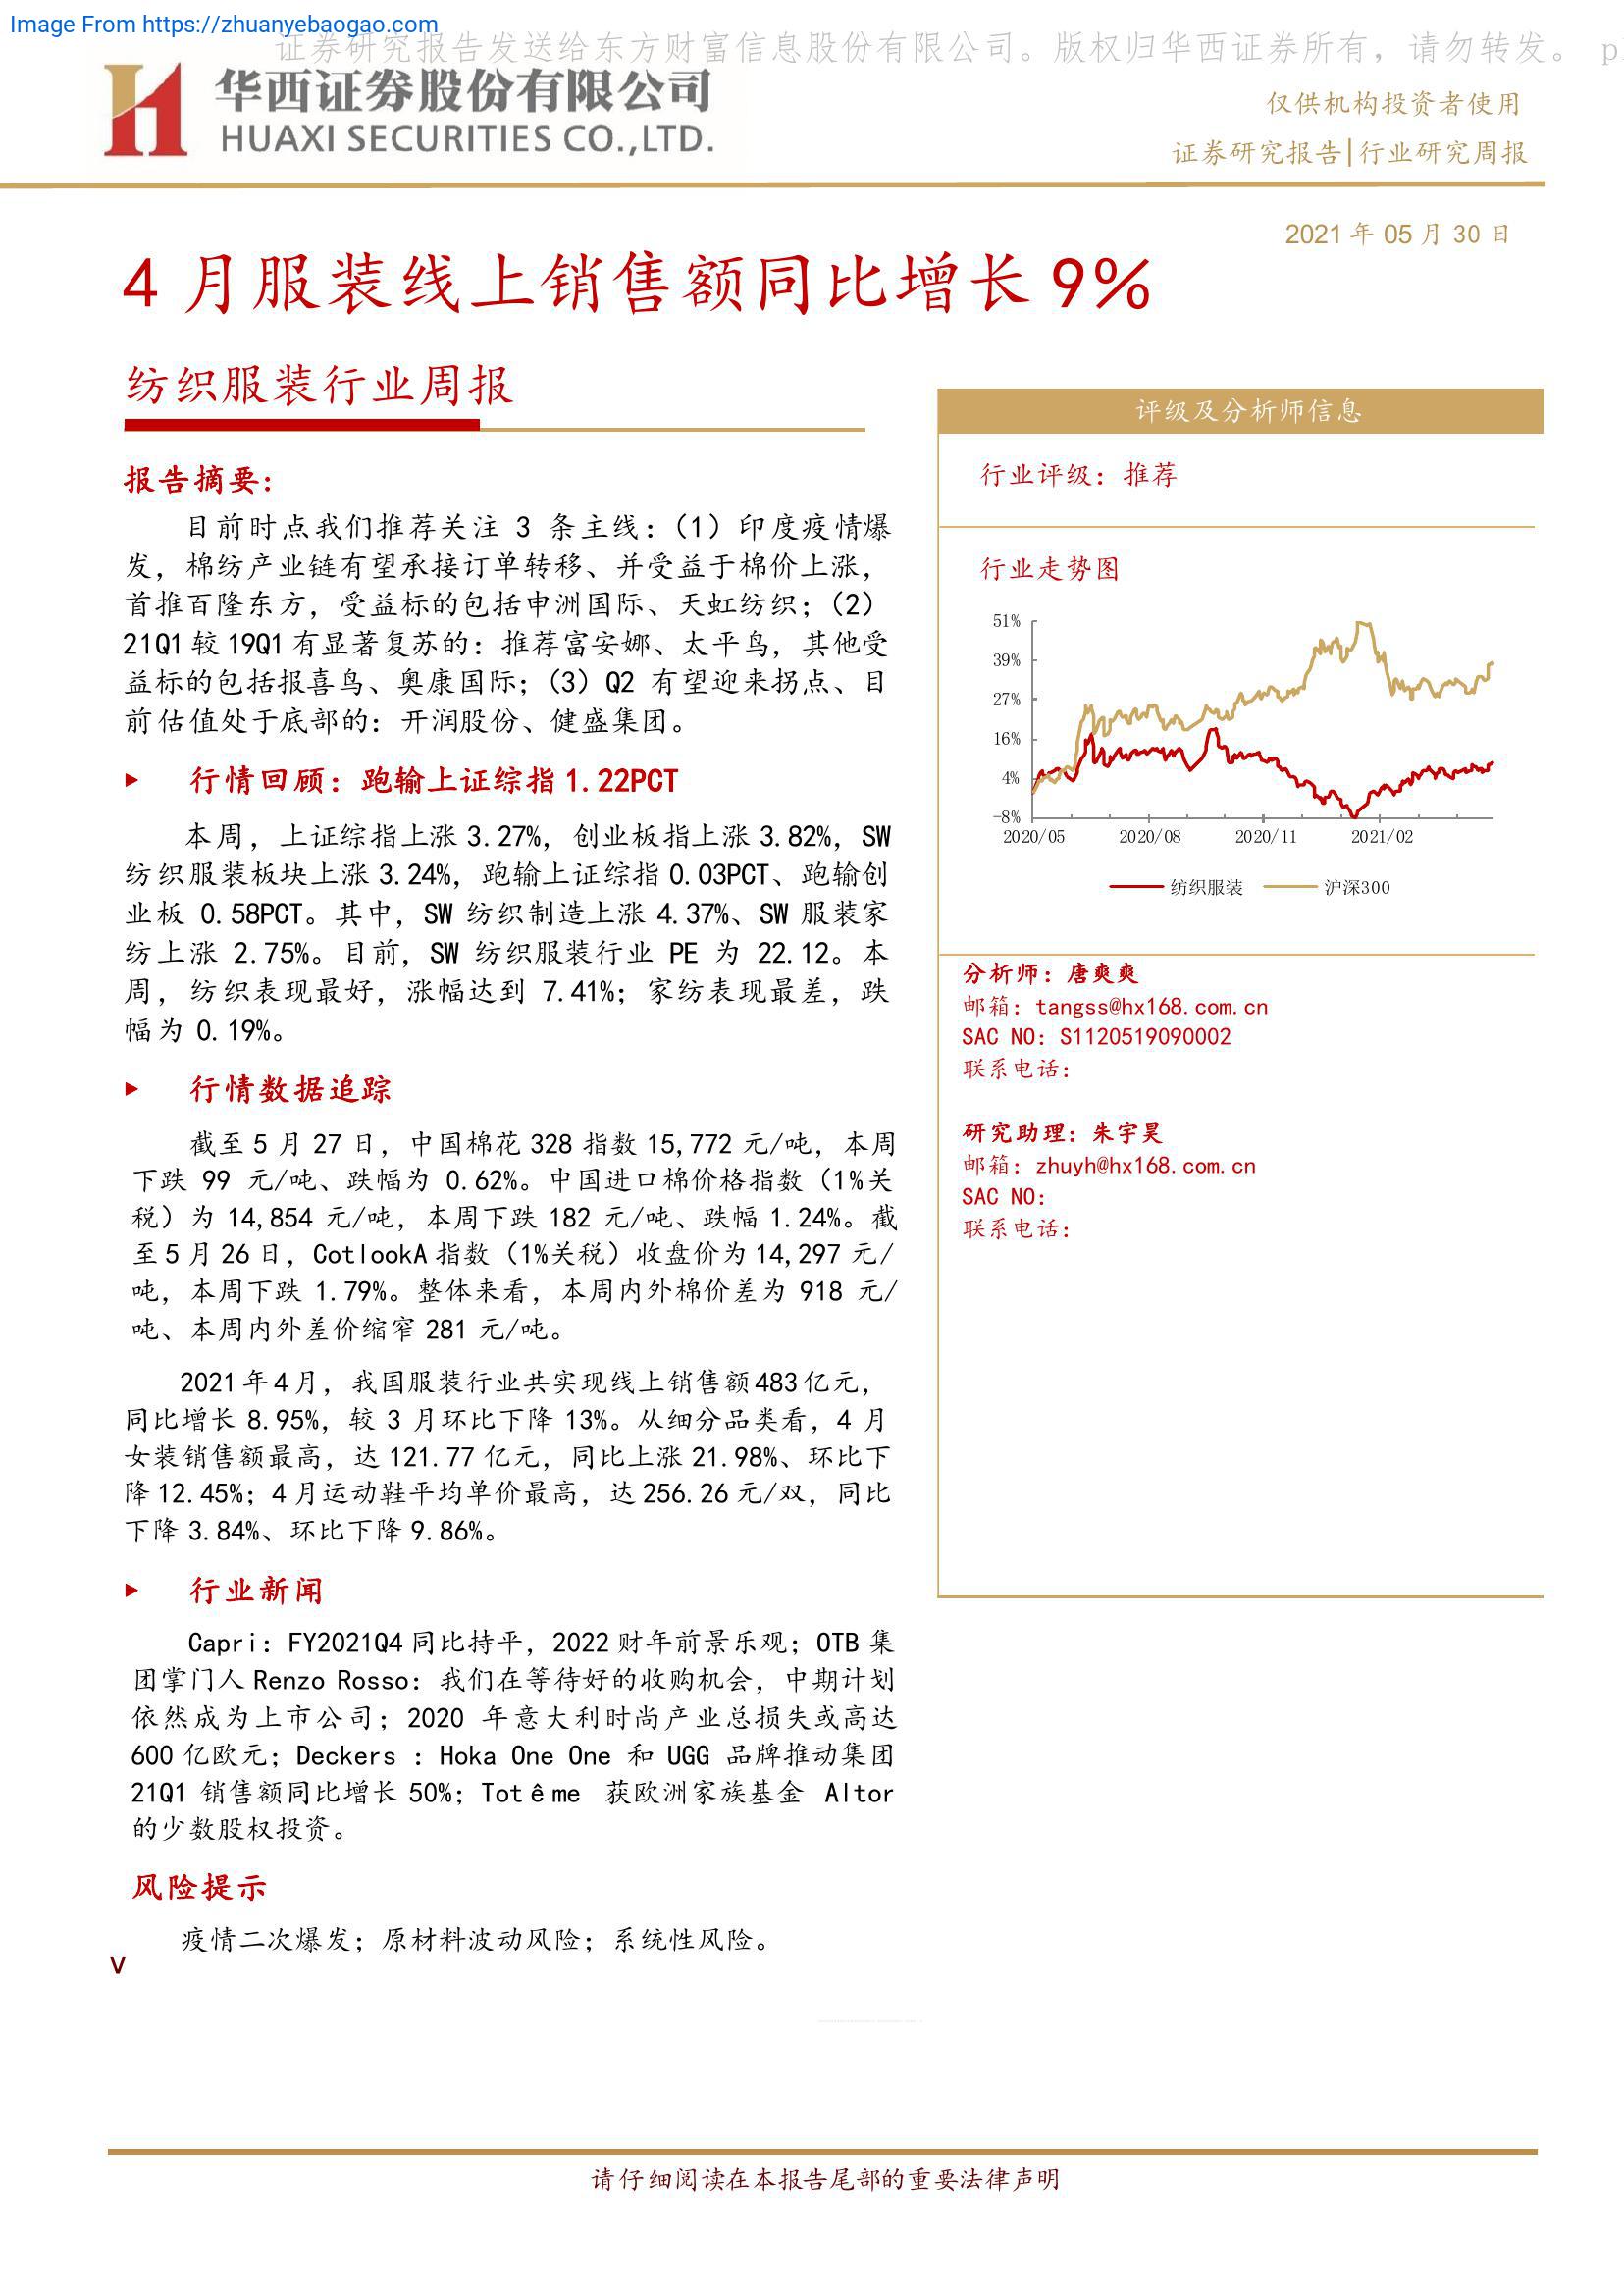 Image From https://zhuanyebaogao.com
证券研究报告发送给东方财富信息股份有限公司。版权归华西证券所有，请勿转发。 p
华西证券股份有限公司
HUAXI SECURITIES CO.,LTD.
仅供机构投资者使用
证券研究报告|行业研究周报
2021 年 05 月 30 日
4 月服装线上销售额同比增长 9%
纺织服装行业周报
报告摘要：
目前时点我们推荐关注 3 条主线：（1）印度疫情爆
发，棉纺产业链有望承接订单转移、并受益于棉价上涨，
首推百隆东方，受益标的包括申洲国际、天虹纺织；（2）
21Q1 较 19Q1 有显著复苏的：推荐富安娜、太平鸟，其他受
益标的包括报喜鸟、奥康国际；（3）Q2 有望迎来拐点、目
前估值处于底部的：开润股份、健盛集团。
▶ 行情回顾：跑输上证综指 1.22PCT
本周，上证综指上涨 3.27%，创业板指上涨 3.82%，SW
纺织服装板块上涨 3.24%，跑输上证综指 0.03PCT、跑输创
业板 0.58PCT。其中，SW 纺织制造上涨 4.37%、SW 服装家
纺上涨 2.75%。目前，SW 纺织服装行业 PE 为 22.12。本
周，纺织表现最好，涨幅达到 7.41%；家纺表现最差，跌
幅为 0.19%。
▶ 行情数据追踪
截至 5 月 27 日，中国棉花 328 指数 15,772 元/吨，本周
下跌 99 元/吨、跌幅为 0.62%。中国进口棉价格指数（1%关
税）为 14,854 元/吨，本周下跌 182 元/吨、跌幅 1.24%。截
至 5 月 26 日，CotlookA 指数（1%关税）收盘价为 14,297 元/
吨，本周下跌 1.79%。整体来看，本周内外棉价差为 918 元/
吨、本周内外差价缩窄 281 元/吨。
2021 年 4 月，我国服装行业共实现线上销售额 483 亿元，
同比增长 8.95%，较 3 月环比下降 13%。从细分品类看，4 月
女装销售额最高，达 121.77 亿元，同比上涨 21.98%、环比下
降 12.45%；4 月运动鞋平均单价最高，达 256.26 元/双，同比
下降 3.84%、环比下降 9.86%。
▶ 行业新闻
Capri：FY2021Q4 同比持平，2022 财年前景乐观；OTB 集
团掌门人 Renzo Rosso：我们在等待好的收购机会，中期计划
依然成为上市公司；2020 年意大利时尚产业总损失或高达
600 亿欧元；Deckers ：Hoka One One 和 UGG 品牌推动集团
21Q1 销售额同比增长 50%；Totême 获欧洲家族基金 Altor
的少数股权投资。
风险提示
疫情二次爆发；原材料波动风险；系统性风险。
V
评级及分析师信息
行业评级：推荐
行业走势图
51%
39%
27%
16%
4%
-8%
2020/05 2020/08 2020/11 2021/02
纺织服装 沪深300
分析师：唐爽爽
邮箱：tangss@hx168.com.cn
SAC NO：S1120519090002
联系电话：
研究助理：朱宇昊
邮箱：zhuyh@hx168.com.cn
SAC NO：
联系电话：
请仔细阅读在本报告尾部的重要法律声明